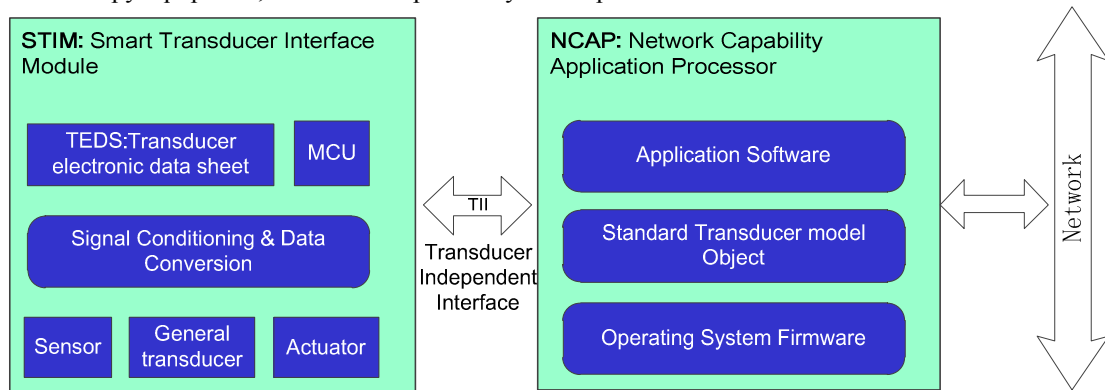 STIM: Smart Transducer Interface
Module
TEDS:Transducer
electronic data sheet
MCU
Signal Conditioning & Data
Conversion
Sensor
General
transducer
Actuator
TII
Transducer
Independent
Interface
NCAP: Network Capability
Application Processor
Application Software
Standard Transducer model
Object
Operating System Firmware
Network